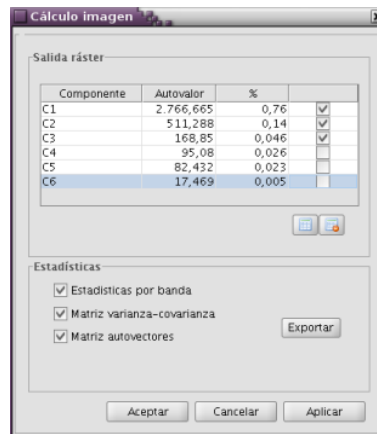 Cálculo imagen
Salida ráster
Componente Autovalor %
C1 2.766,665 0,76
C2 511,288 0,14
C3 168,85 0,046
C4 95,08 0,026
C5 82,432 0,023
C6 17,469 0,005
Estadísticas
Estadisticas por banda
Matriz varianza-covarianza
Exportar
Matriz autovectores
Aceptar Cancelar Aplicar